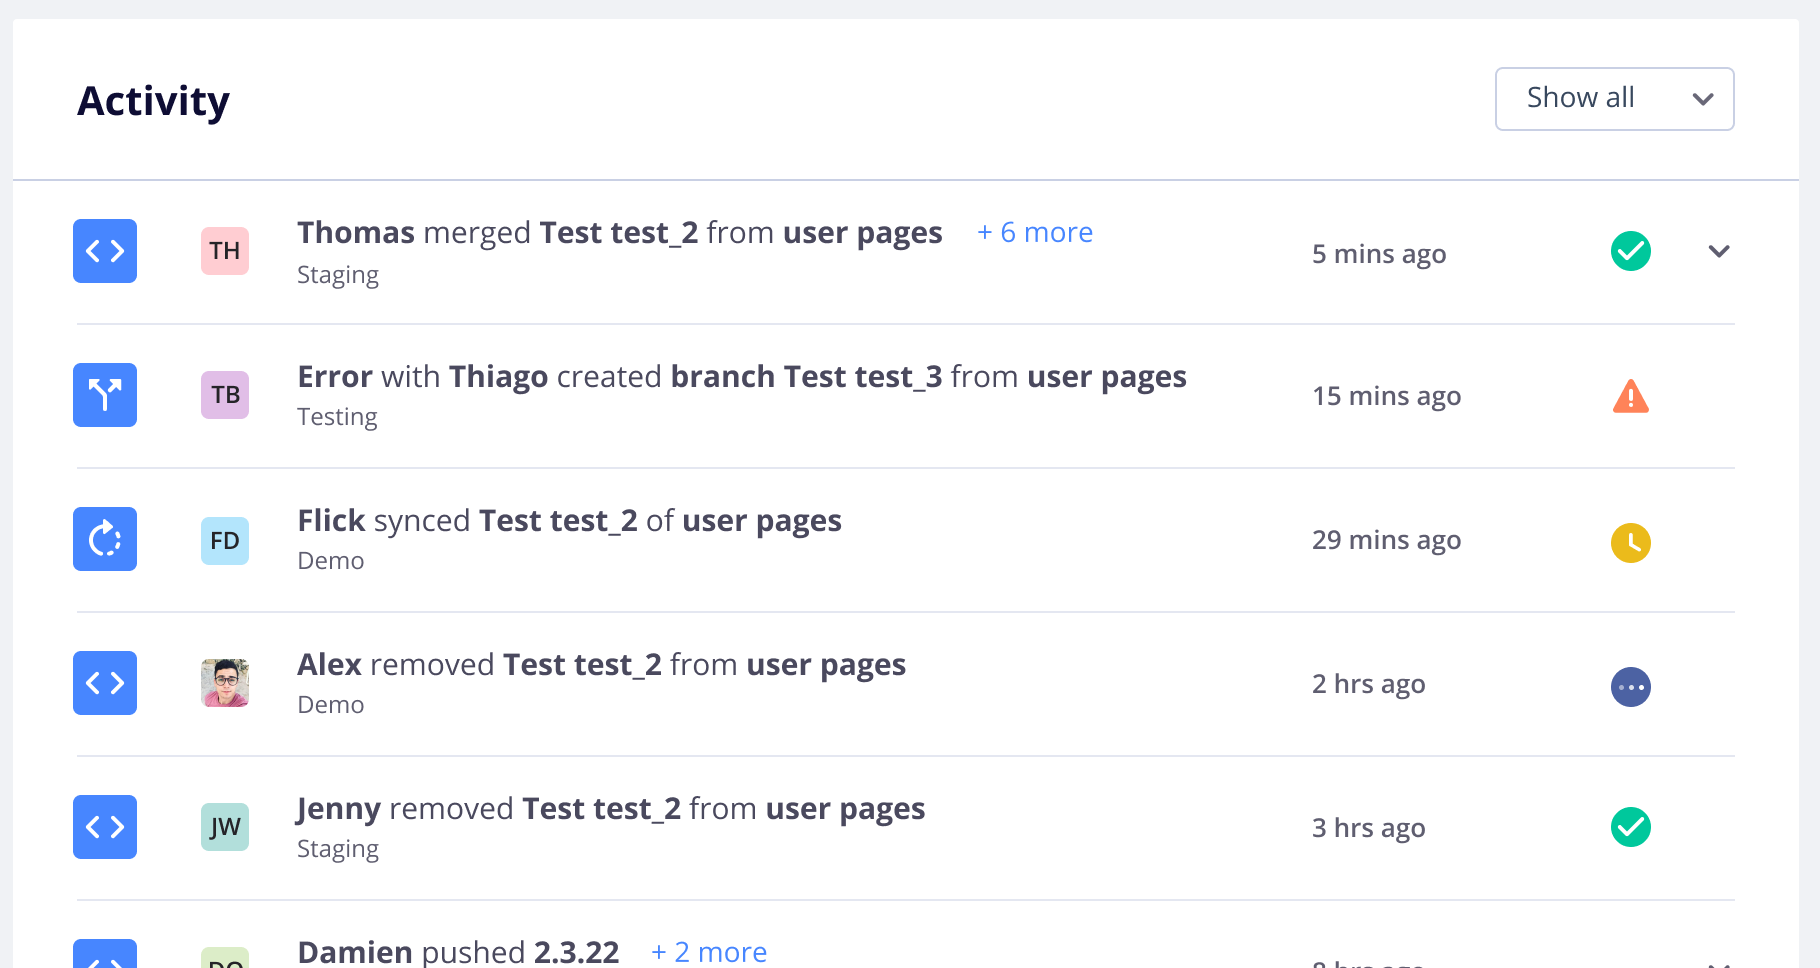 Activity
Show all
TH
Thomas merged Test test_2 from user pages + 6 more
Staging
5 mins ago
TB
Error with Thiago created branch Test test_3 from user pages
Testing
15 mins ago
FD
Flick synced Test test_2 of user pages
Demo
29 mins ago
Alex removed Test test_2 from user pages
Demo
2 hrs ago
JW
Jenny removed Test test_2 from user pages
Staging
3 hrs ago
Damien pushed 2.3.22 + 2 more